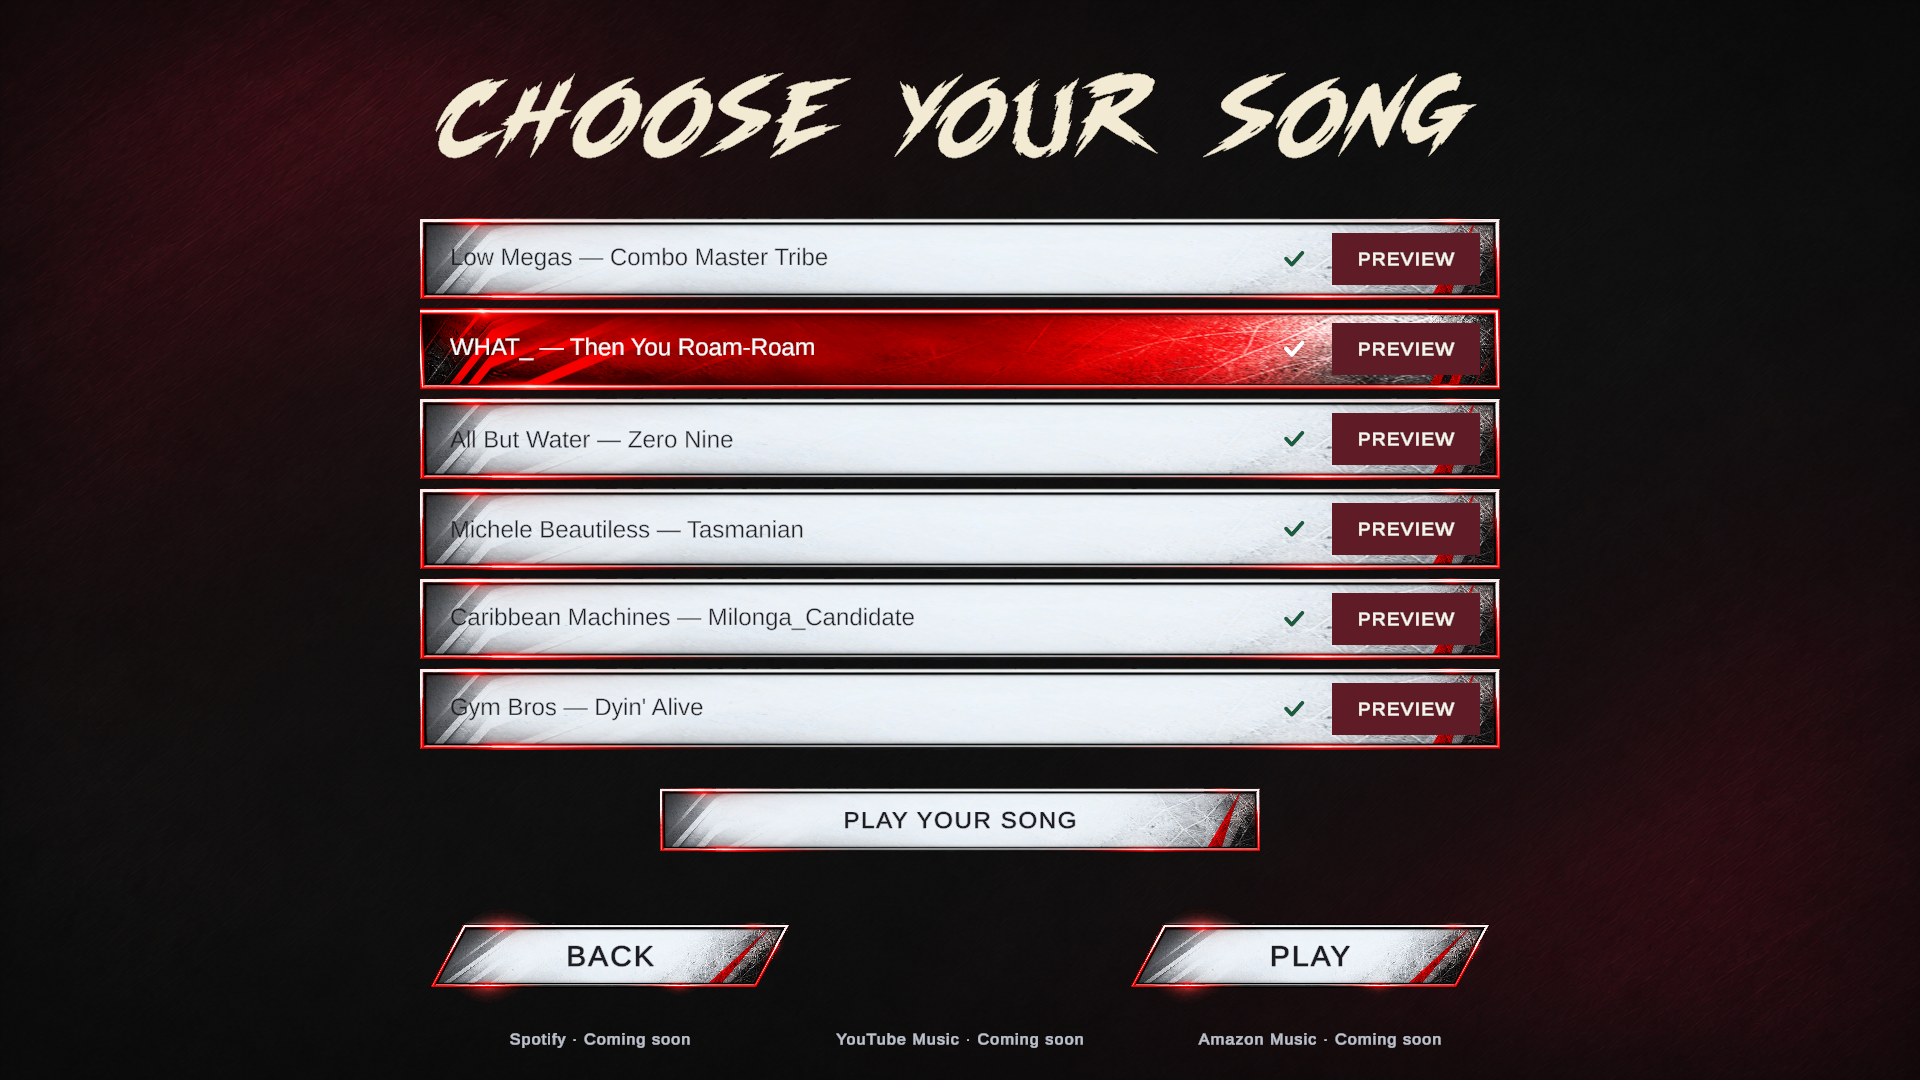 CHOOSE YOUR SONG
Low Megas — Combo Master Tribe
PREVIEW
WHAT_ — Then You Roam-Roam
PREVIEW
All But Water — Zero Nine
PREVIEW
Michele Beautiless — Tasmanian
PREVIEW
Caribbean Machines — Milonga_Candidate
PREVIEW
Gym Bros — Dyin' Alive
PREVIEW
PLAY YOUR SONG
BACK
PLAY
Spotify · Coming soon
YouTube Music · Coming soon
Amazon Music · Coming soon